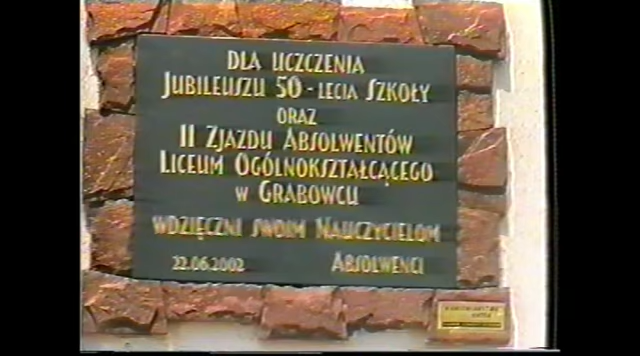 DLA UCZCZENIA
JUBILEUSZU 50-LECIA SZKOŁY
ORAZ
II ZJAZDU ABSOLWENTÓW
LICEUM OGÓLNOKSZTAŁCĄCEGO
W GRABOWCU
WDZIĘCZNI SWOIM NAUCZYCIELOM
22.06.2002 ABSOLWENCI